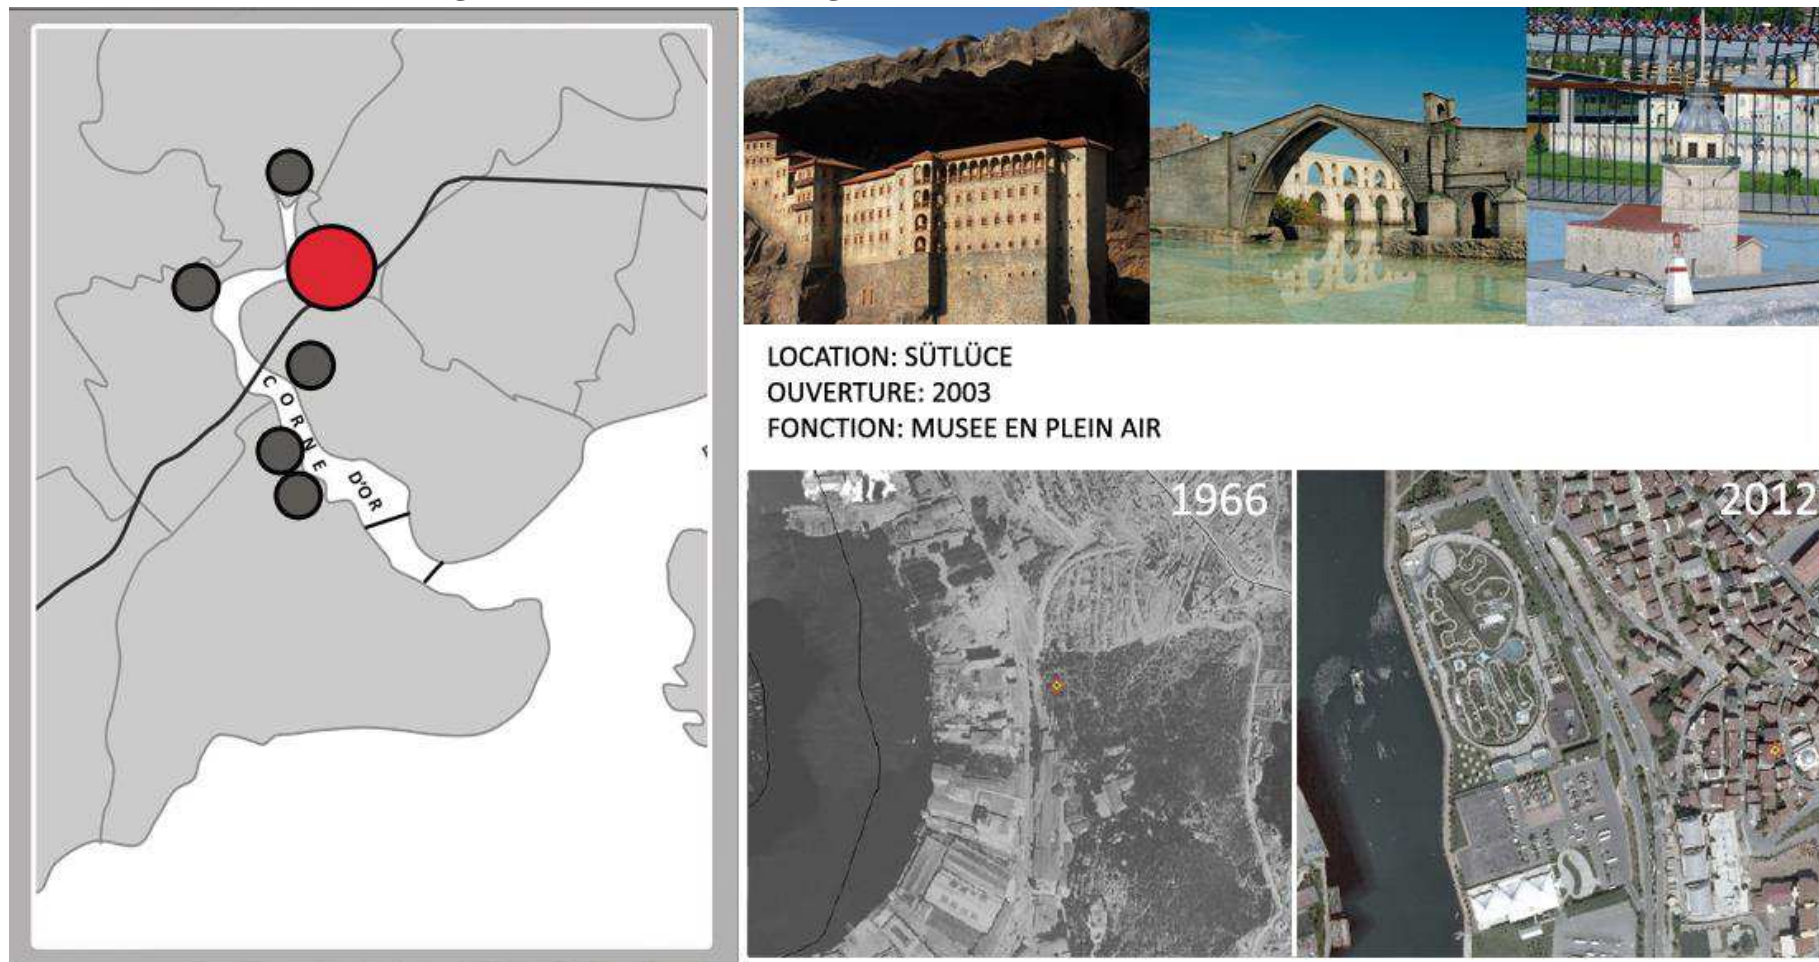 CORNE D'OR
LOCATION: SÜTLÜCE
OUVERTURE: 2003
FONCTION: MUSEE EN PLEIN AIR
1966
2012